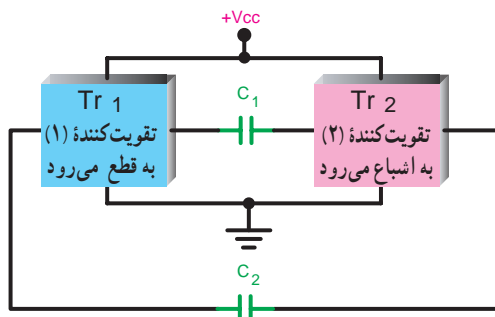 +Vcc
Tr 1
تقویت‌کنندهٔ (۱)
به قطع می‌رود
C1
Tr 2
تقویت‌کنندهٔ (۲)
به اشباع می‌رود
C2